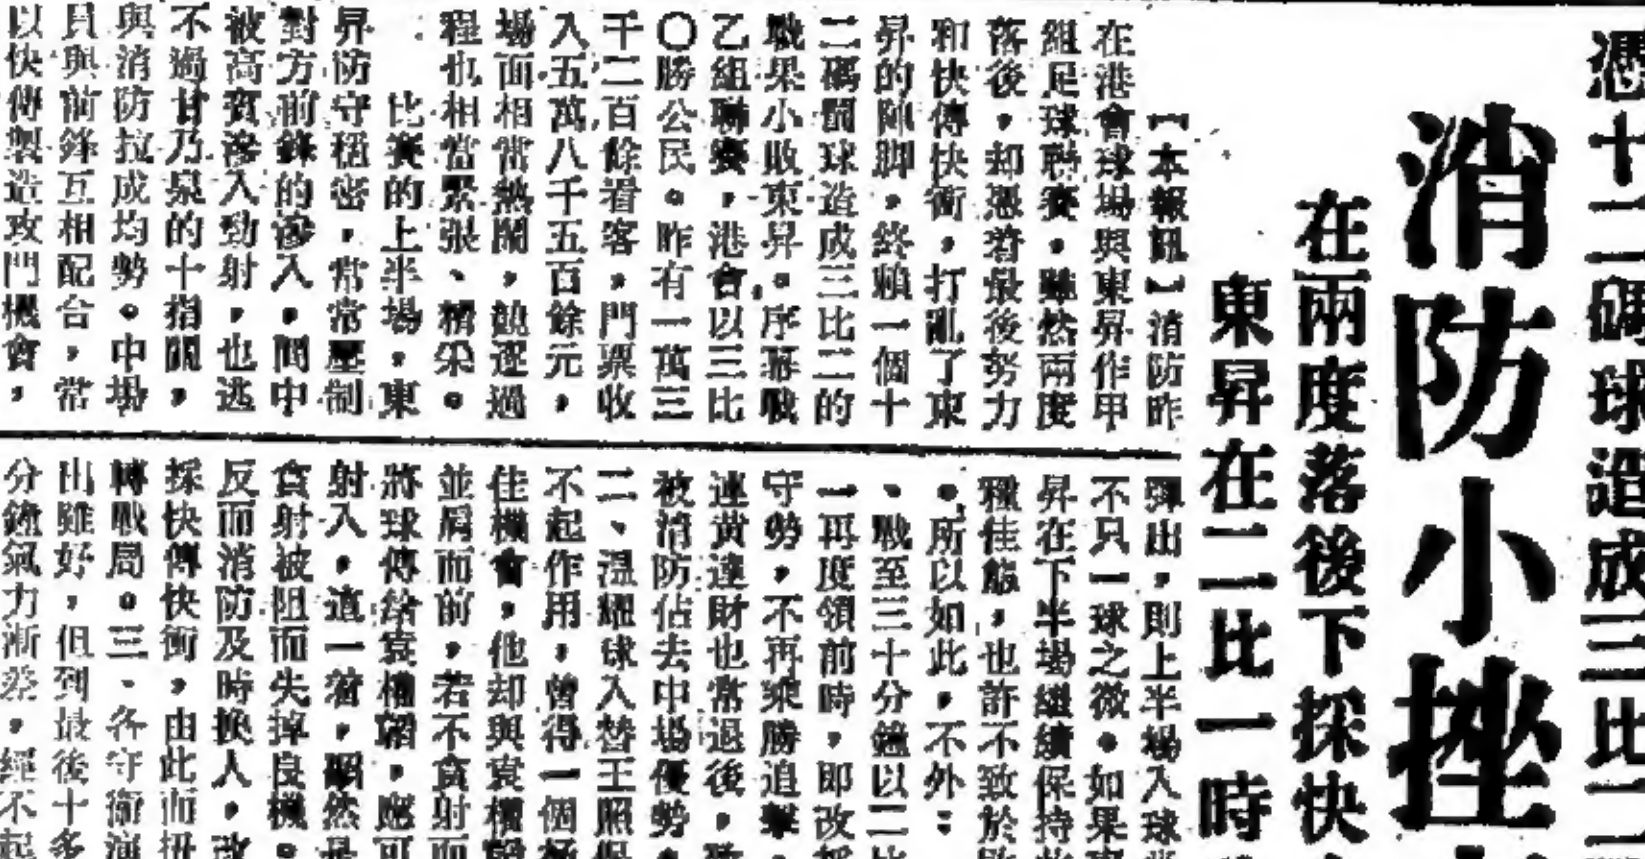 憑十二碼球造成三比二
消防小挫
在兩度落後下採快
東昇在二比一時
【本報訊】消防昨
在港會球場與東昇作甲
組足球聯賽,雖然兩度
落後,却憑着最後努力
和快傳快衝,打亂了東
昇的陣脚,終賴一個十
二碼罰球造成三比二的
戰果小敗東昇。序幕戰
乙組聯賽,港會以三比
〇勝公民。昨有一萬三
千二百餘看客,門票收
入五萬八千五百餘元,
場面相當熱鬧,競逐過
程也相當緊張、精采。
比賽的上半場,東
昇防守穩密,常常壓制
對方前鋒的滲入,間中
被高賓滲入勁射,也逃
不過甘乃泉的十指關,
與消防拉成均勢。中場
員與前鋒互相配合,常
以快傳製造攻門機會,
彈出,則上半場入球當
不只一球之微。如果東
昇在下半場繼續保持
種佳態,也許不致於敗
。所以如此,不外:
、戰至三十分鐘以二比
一再度領前時,即改採
守勢,不再乘勝追擊,
連黃達財也常退後,致
被消防佔去中場優勢。
二、溫耀球入替王照
不起作用,曾得一個
佳機會,他却與袁權韜
並肩而前,若不貪射而
將球傳給袁權韜,應可
射入,這一着,顯然是
貪射被阻而失掉良機。
反而消防及時換人,改
採快傳快衝,由此而扭
轉戰局。三、各守衛演
出雖好,但到最後十多
分鐘氣力漸差,經不起